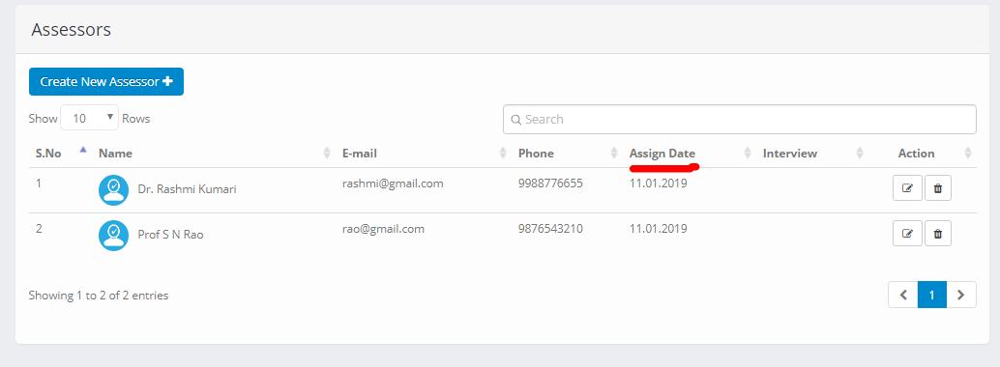 Assessors
Create New Assessor
Show 10 Rows
Search
S.No Name E-mail Phone Assign Date Interview Action
1 Dr. Rashmi Kumari rashmi@gmail.com 9988776655 11.01.2019
2 Prof S N Rao rao@gmail.com 9876543210 11.01.2019
Showing 1 to 2 of 2 entries 1